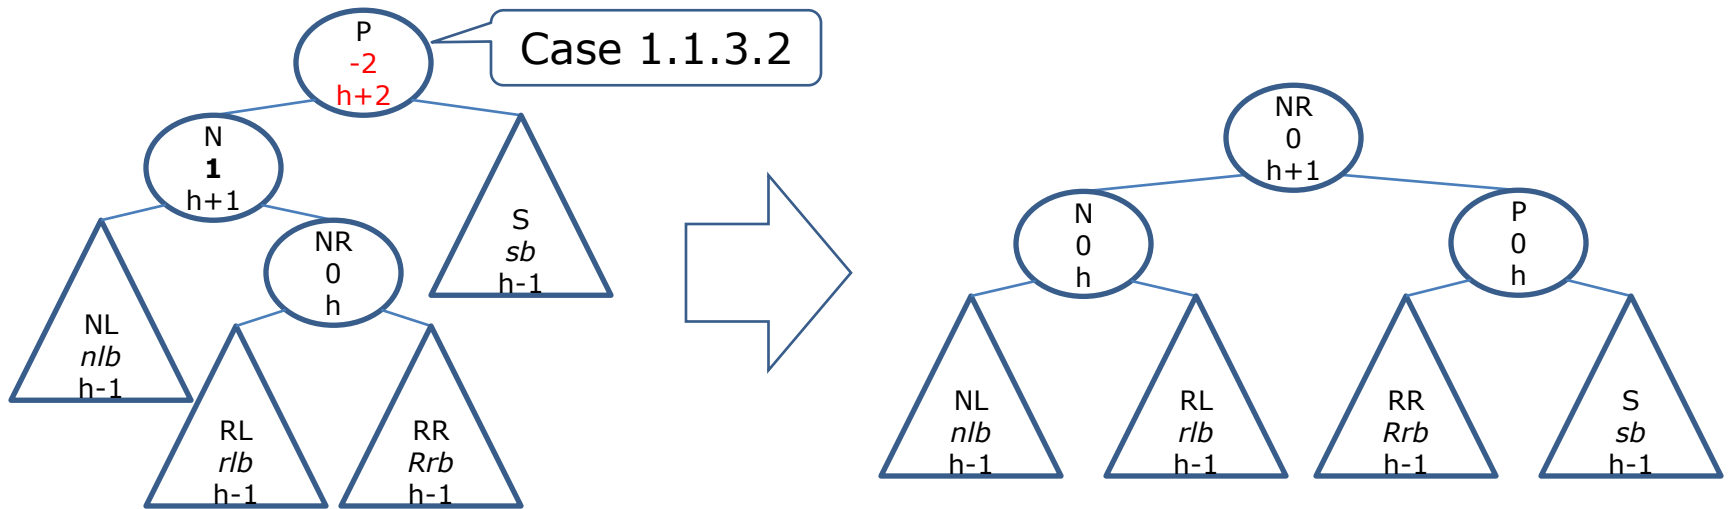 P
-2
h+2
Case 1.1.3.2
N
1
h+1
NR
0
h
S
sb
h-1
NL
nlb
h-1
RL
rlb
h-1
RR
Rrb
h-1
NR
0
h+1
N
0
h
P
0
h
NL
nlb
h-1
RL
rlb
h-1
RR
Rrb
h-1
S
sb
h-1